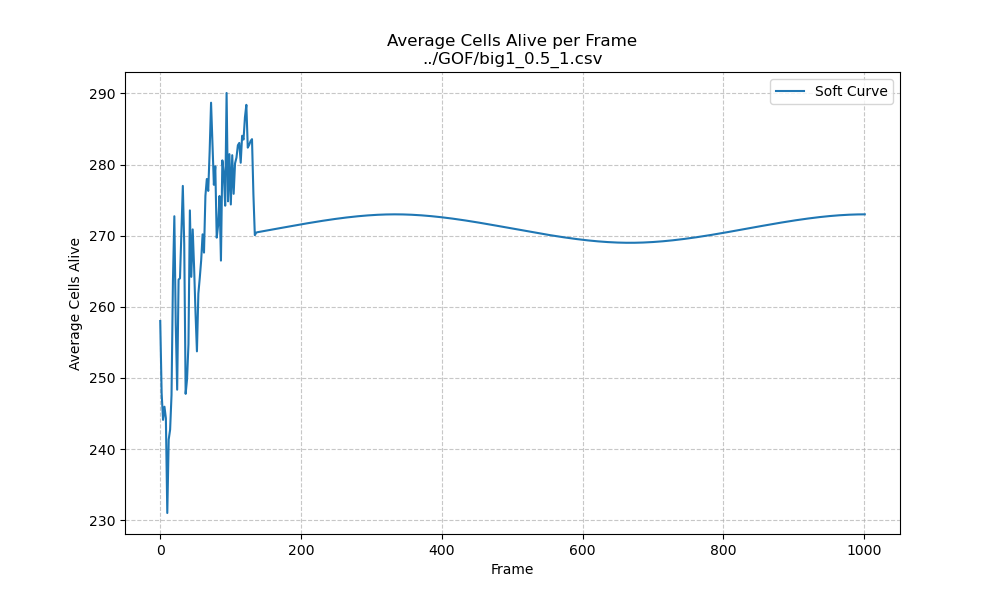 Average Cells Alive per Frame
../GOF/big1_0.5_1.csv
Soft Curve
Average Cells Alive
290
280
270
260
250
240
230
0
200
400
600
800
1000
Frame